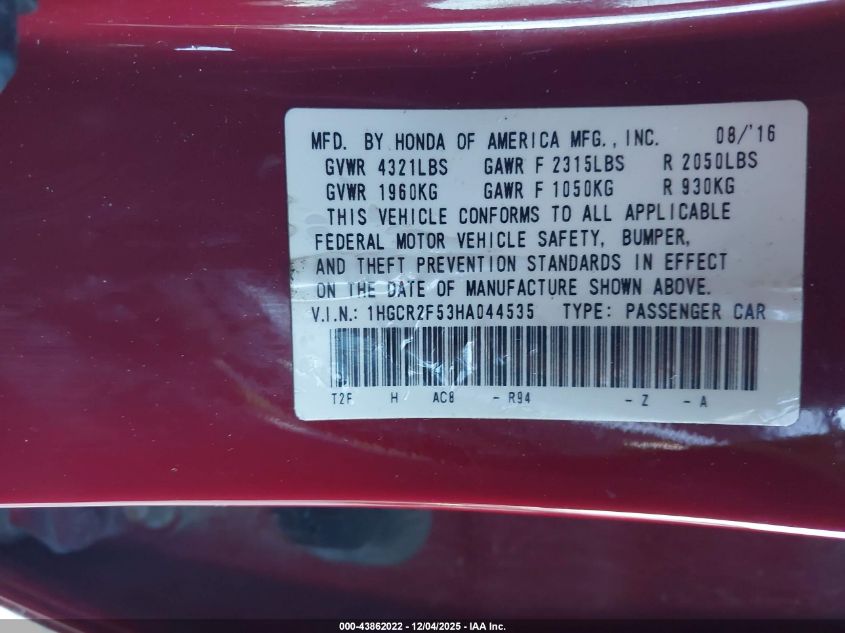 MFD. BY HONDA OF AMERICA MFG., INC. 08/'16
GVWR 4321LBS GAWR F 2315LBS R 2050LBS
GVWR 1960KG GAWR F 1050KG R 930KG
THIS VEHICLE CONFORMS TO ALL APPLICABLE
FEDERAL MOTOR VEHICLE SAFETY, BUMPER,
AND THEFT PREVENTION STANDARDS IN EFFECT
ON THE DATE OF MANUFACTURE SHOWN ABOVE.
V.I.N.: 1HGCR2F53HA044535 TYPE: PASSENGER CAR
T2F H AC8 - R94 - Z - A
000-43862022 - 12/04/2025 - IAA Inc.